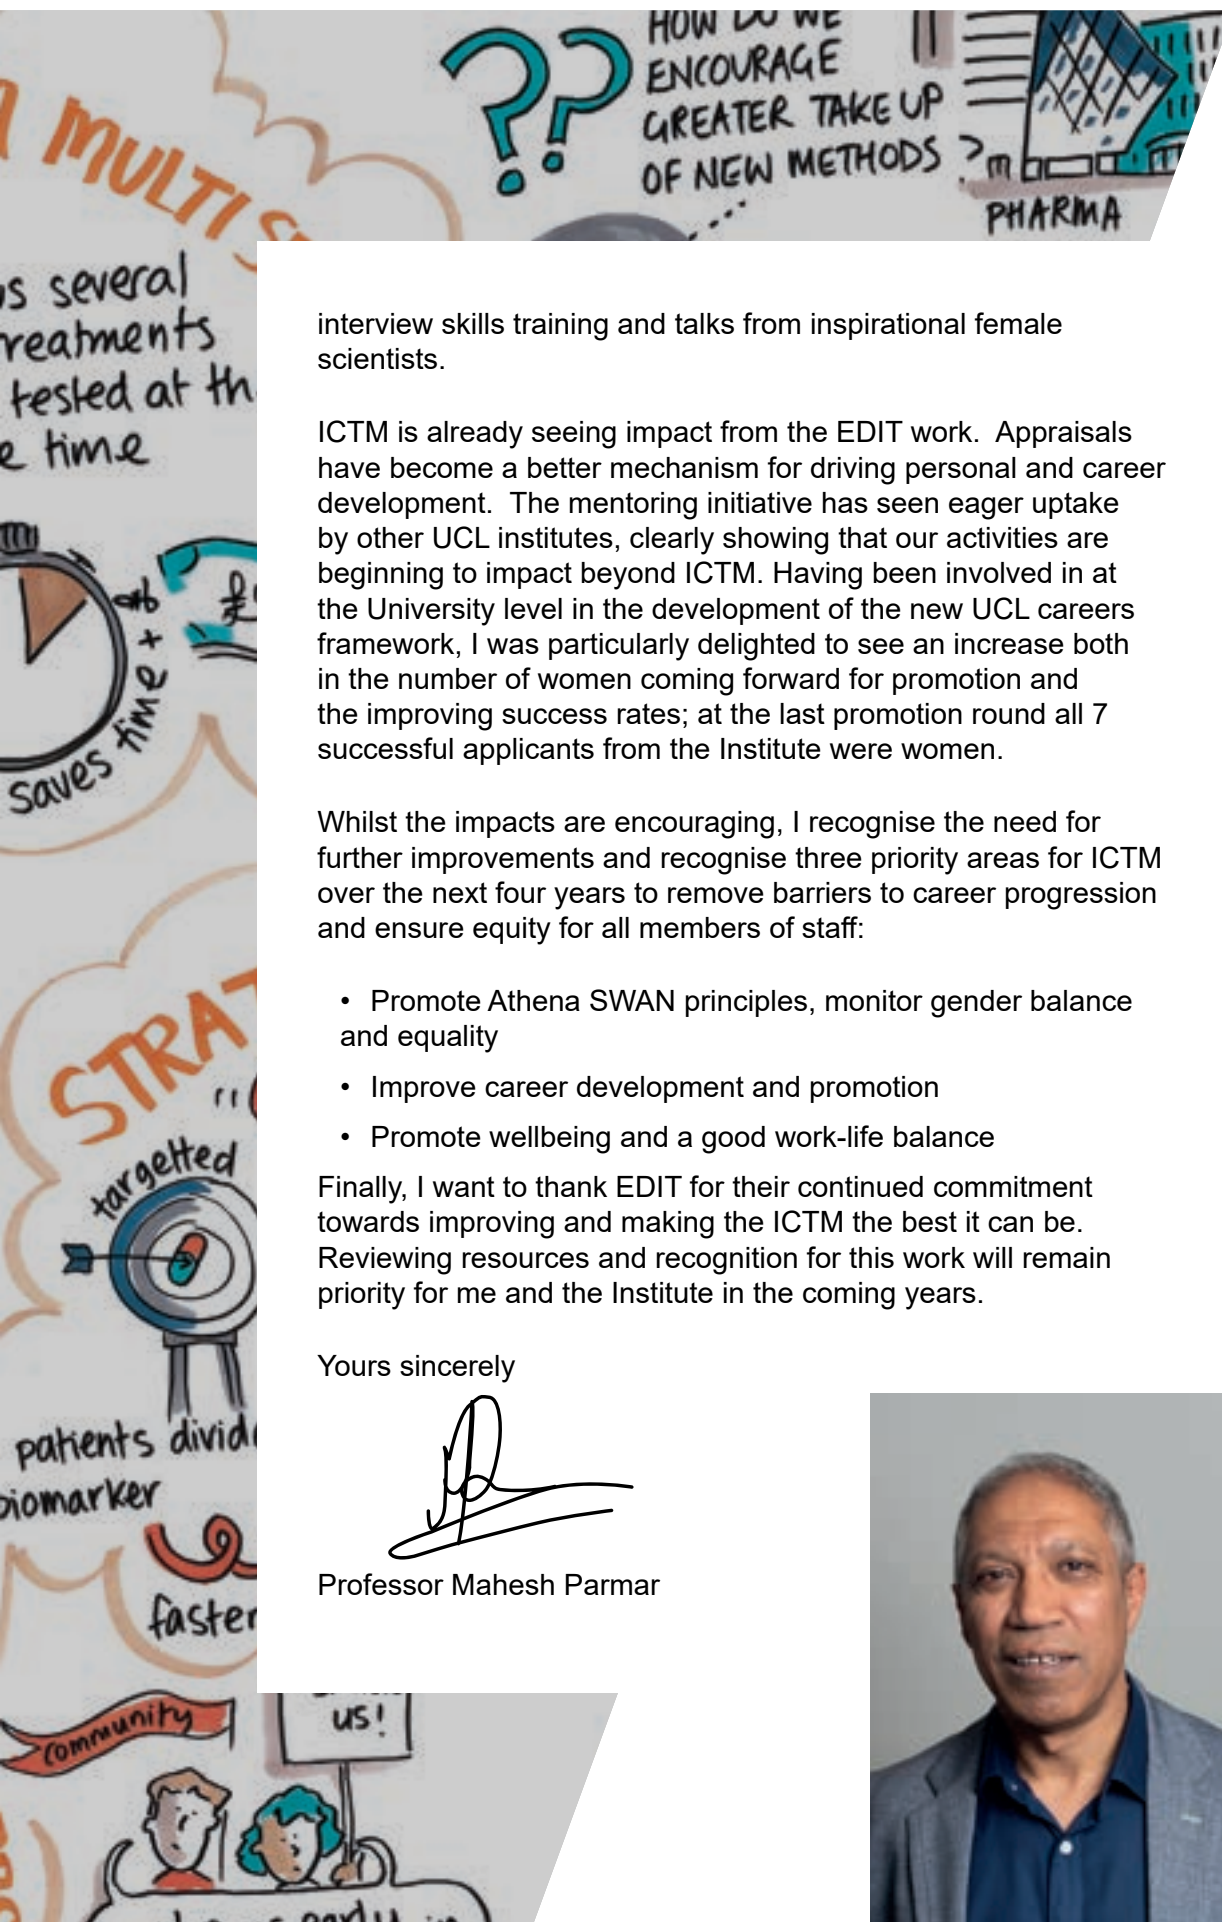 HOW DO WE
ENCOURAGE
GREATER TAKE UP
OF NEW METHODS ?
PHARMA
MULTI
several
treatments
tested at
time
£
saves time +
interview skills training and talks from inspirational female
scientists.
ICTM is already seeing impact from the EDIT work.  Appraisals
have become a better mechanism for driving personal and career
development.  The mentoring initiative has seen eager uptake
by other UCL institutes, clearly showing that our activities are
beginning to impact beyond ICTM. Having been involved in at
the University level in the development of the new UCL careers
framework, I was particularly delighted to see an increase both
in the number of women coming forward for promotion and
the improving success rates; at the last promotion round all 7
successful applicants from the Institute were women.
Whilst the impacts are encouraging, I recognise the need for
further improvements and recognise three priority areas for ICTM
over the next four years to remove barriers to career progression
and ensure equity for all members of staff:
• Promote Athena SWAN principles, monitor gender balance
and equality
• Improve career development and promotion
• Promote wellbeing and a good work-life balance
Finally, I want to thank EDIT for their continued commitment
towards improving and making the ICTM the best it can be.
Reviewing resources and recognition for this work will remain
priority for me and the Institute in the coming years.
Yours sincerely
Professor Mahesh Parmar
STRAT
targetted
patients divid
biomarker
faster
community
us!
early in